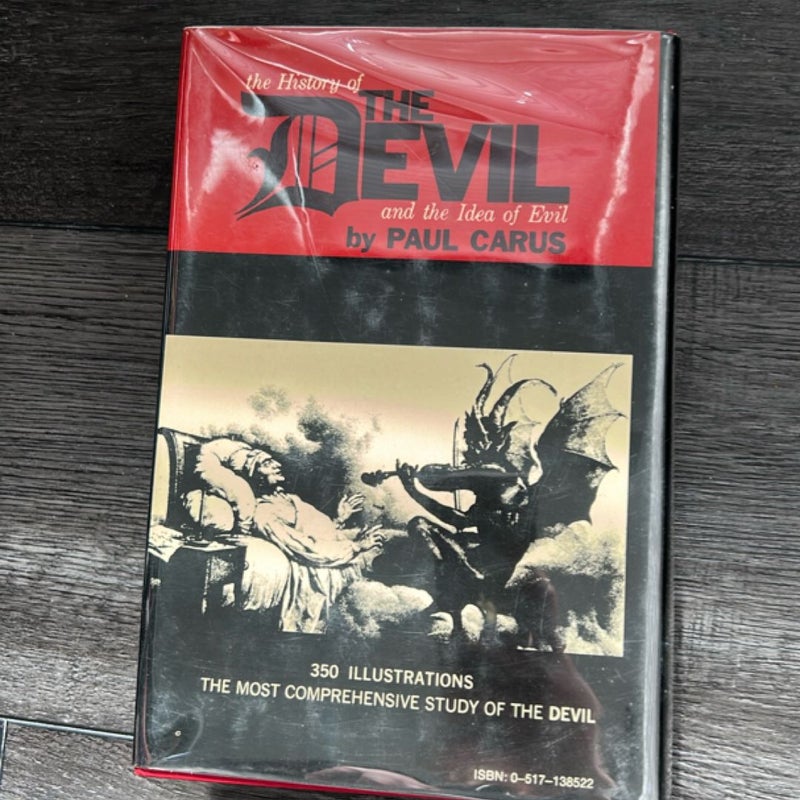 the History of
THE
DEVIL
and the Idea of Evil
by PAUL CARUS
350 ILLUSTRATIONS
THE MOST COMPREHENSIVE STUDY OF THE DEVIL
ISBN: 0-517-138522